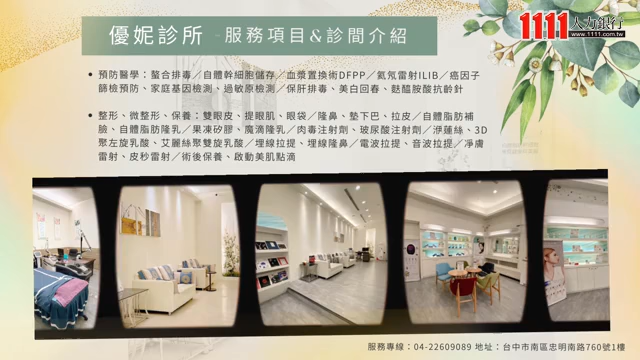 優妮診所 - 服務項目&診間介紹
1111人力銀行
www.1111.com.tw
• 預防醫學：螯合排毒／自體幹細胞儲存／血漿置換術DFPP／氦氖雷射ILIB／癌因子
篩檢預防、家庭基因檢測、過敏原檢測／保肝排毒、美白回春、麩醯胺酸抗齡針
• 整形、微整形、保養：雙眼皮、提眼肌、眼袋／隆鼻、墊下巴、拉皮／自體脂肪補
臉、自體脂肪隆乳／果凍矽膠、魔滴隆乳／肉毒注射劑、玻尿酸注射劑／洢蓮絲、3D
聚左旋乳酸、艾麗絲聚雙旋乳酸／埋線拉提、埋線隆鼻／電波拉提、音波拉提／淨膚
雷射、皮秒雷射／術後保養、啟動美肌點滴
服務專線：04-22609089 地址：台中市南區忠明南路760號1樓